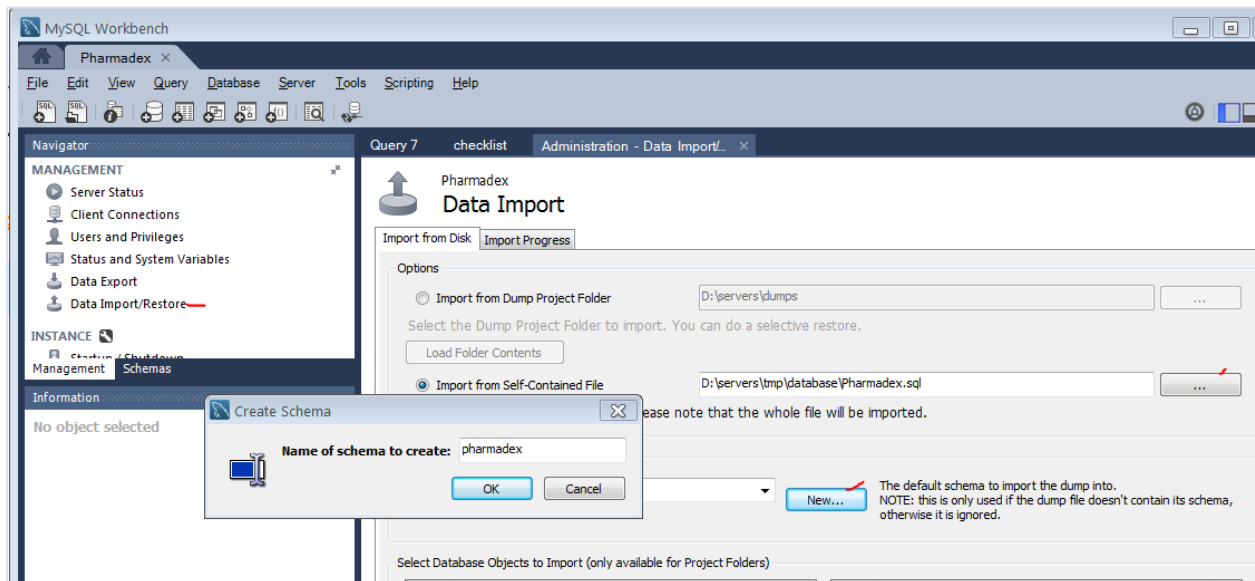 MySQL Workbench
Pharmadex
File Edit View Query Database Server Tools Scripting Help
SQL SQL
Navigator
MANAGEMENT
Server Status
Client Connections
Users and Privileges
Status and System Variables
Data Export
Data Import/Restore
INSTANCE
Startup / Shutdown
Management Schemas
Information
No object selected
Query 7 checklist Administration - Data Import/...
Pharmadex
Data Import
Import from Disk Import Progress
Options
Import from Dump Project Folder D:\servers\dumps ...
Select the Dump Project Folder to import. You can do a selective restore.
Load Folder Contents
Import from Self-Contained File D:\servers\tmp\database\Pharmadex.sql ...
ease note that the whole file will be imported.
Create Schema
Name of schema to create: pharmadex
OK Cancel
New...
The default schema to import the dump into.
NOTE: this is only used if the dump file doesn't contain its schema,
otherwise it is ignored.
Select Database Objects to Import (only available for Project Folders)